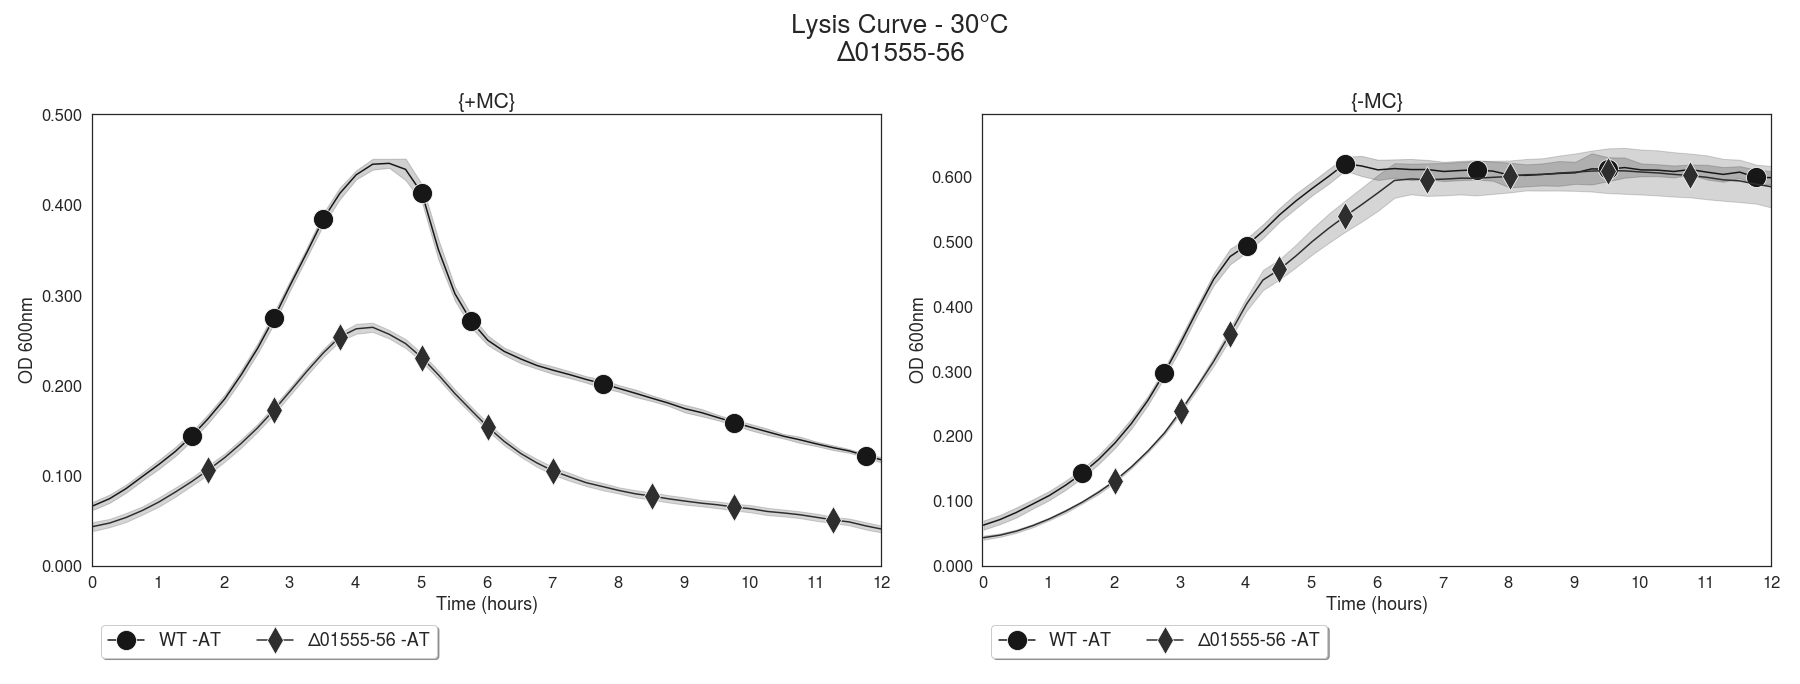 Lysis Curve - 30°C
Δ01555-56
{+MC}
0.500
0.400
0.300
0.200
0.100
0.000
OD 600nm
0 1 2 3 4 5 6 7 8 9 10 11 12
Time (hours)
WT -AT Δ01555-56 -AT
{-MC}
0.600
0.500
0.400
0.300
0.200
0.100
0.000
OD 600nm
0 1 2 3 4 5 6 7 8 9 10 11 12
Time (hours)
WT -AT Δ01555-56 -AT